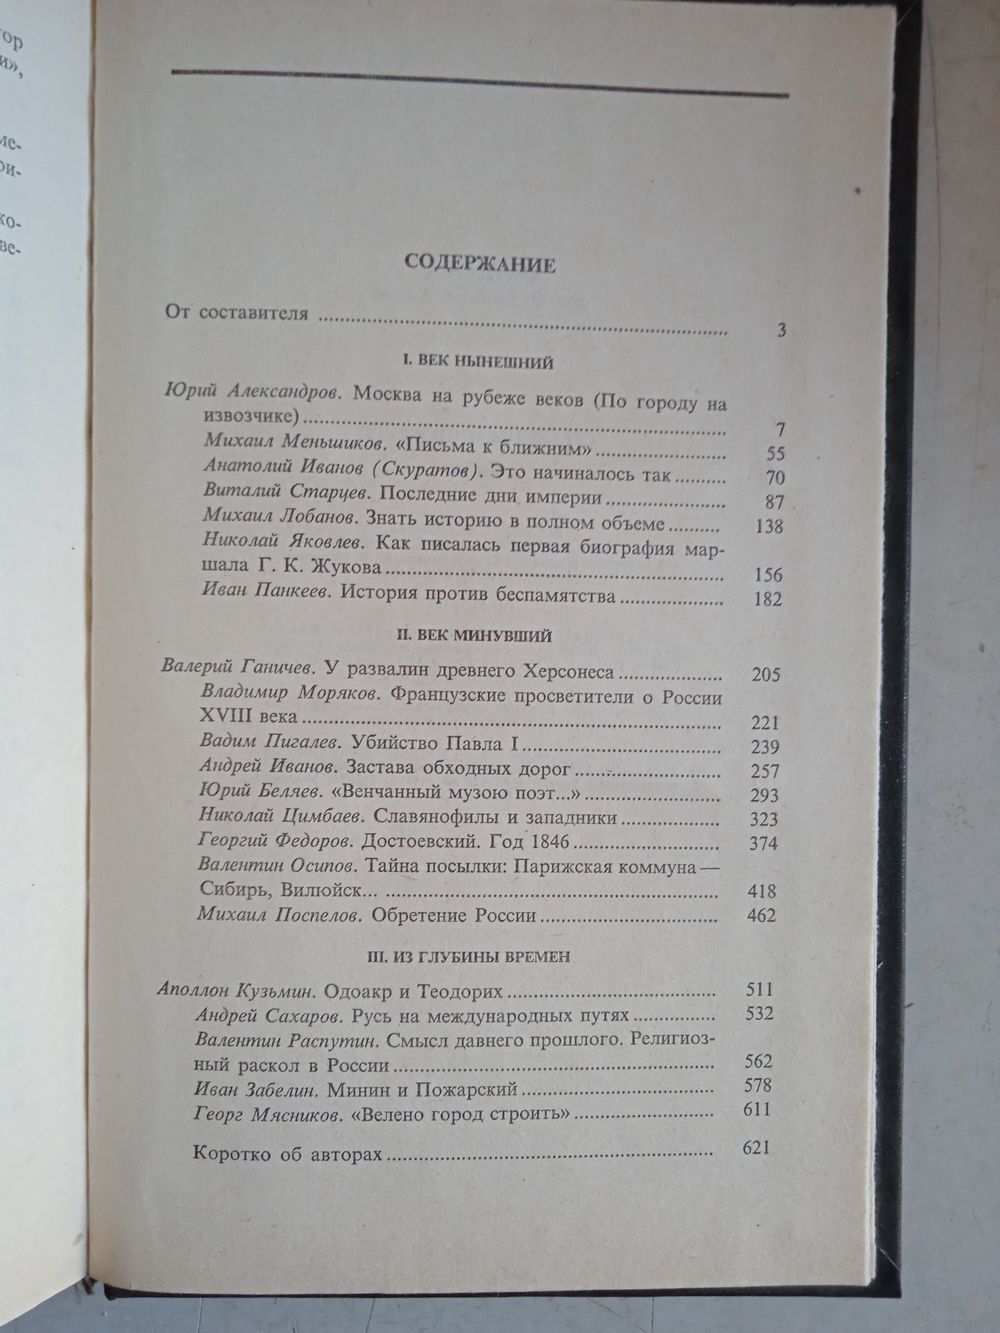 ор
и»,
ме-
ри-
ко-
ве-
СОДЕРЖАНИЕ
От составителя ........ 3
I. ВЕК НЫНЕШНИЙ
Юрий Александров. Москва на рубеже веков (По городу на
извозчике) ........ 7
Михаил Меньшиков. «Письма к ближним» ........ 55
Анатолий Иванов (Скуратов). Это начиналось так ........ 70
Виталий Старцев. Последние дни империи ........ 87
Михаил Лобанов. Знать историю в полном объеме ........ 138
Николай Яковлев. Как писалась первая биография мар-
шала Г. К. Жукова ........ 156
Иван Панкеев. История против беспамятства ........ 182
II. ВЕК МИНУВШИЙ
Валерий Ганичев. У развалин древнего Херсонеса ........ 205
Владимир Моряков. Французские просветители о России
XVIII века ........ 221
Вадим Пигалев. Убийство Павла I ........ 239
Андрей Иванов. Застава обходных дорог ........ 257
Юрий Беляев. «Венчанный музою поэт...» ........ 293
Николай Цимбаев. Славянофилы и западники ........ 323
Георгий Федоров. Достоевский. Год 1846 ........ 374
Валентин Осипов. Тайна посылки: Парижская коммуна —
Сибирь, Вилюйск... ........ 418
Михаил Поспелов. Обретение России ........ 462
III. ИЗ ГЛУБИНЫ ВРЕМЕН
Аполлон Кузьмин. Одоакр и Теодорих ........ 511
Андрей Сахаров. Русь на международных путях ........ 532
Валентин Распутин. Смысл давнего прошлого. Религиоз-
ный раскол в России ........ 562
Иван Забелин. Минин и Пожарский ........ 578
Георг Мясников. «Велено город строить» ........ 611
Коротко об авторах ........ 621